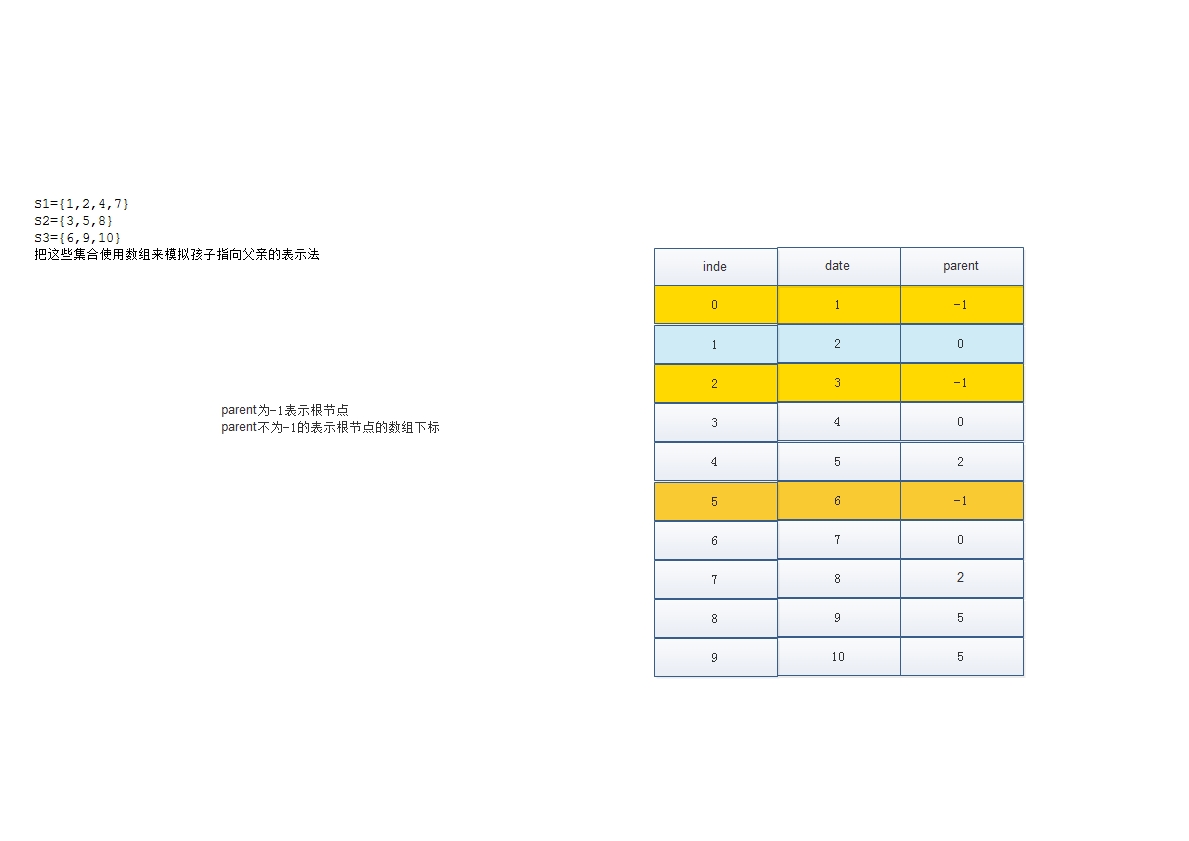 S1={1,2,4,7}
S2={3,5,8}
S3={6,9,10}
把这些集合使用数组来模拟孩子指向父亲的表示法
parent为-1表示根节点
parent不为-1的表示根节点的数组下标
inde date parent
0 1 -1
1 2 0
2 3 -1
3 4 0
4 5 2
5 6 -1
6 7 0
7 8 2
8 9 5
9 10 5